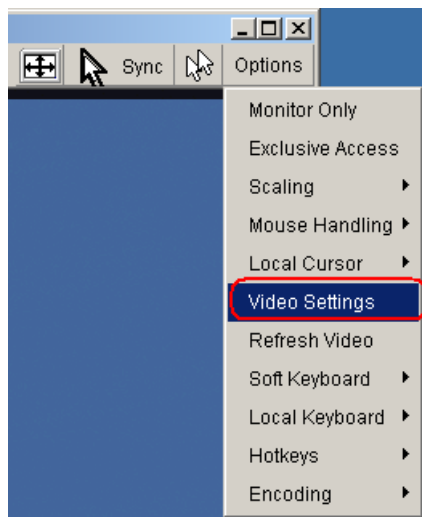 Sync Options
Monitor Only
Exclusive Access
Scaling
Mouse Handling
Local Cursor
Video Settings
Refresh Video
Soft Keyboard
Local Keyboard
Hotkeys
Encoding